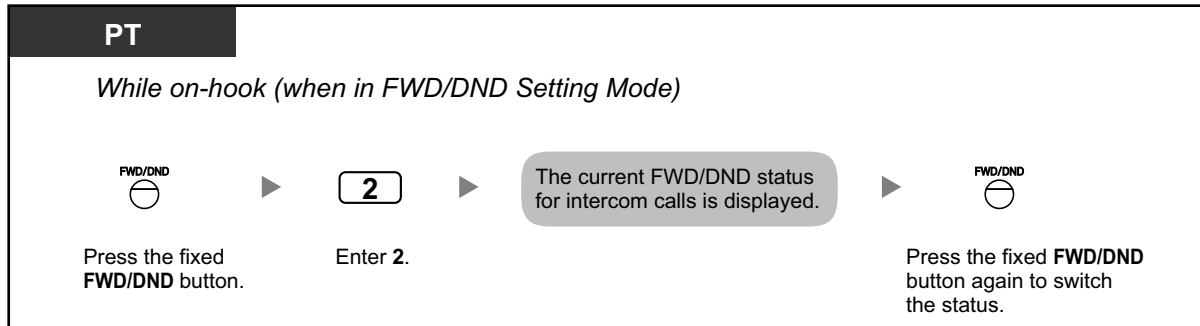 PT
While on-hook (when in FWD/DND Setting Mode)
FWD/DND
2
The current FWD/DND status
for intercom calls is displayed.
FWD/DND
Press the fixed
FWD/DND button.
Enter 2.
Press the fixed FWD/DND
button again to switch
the status.